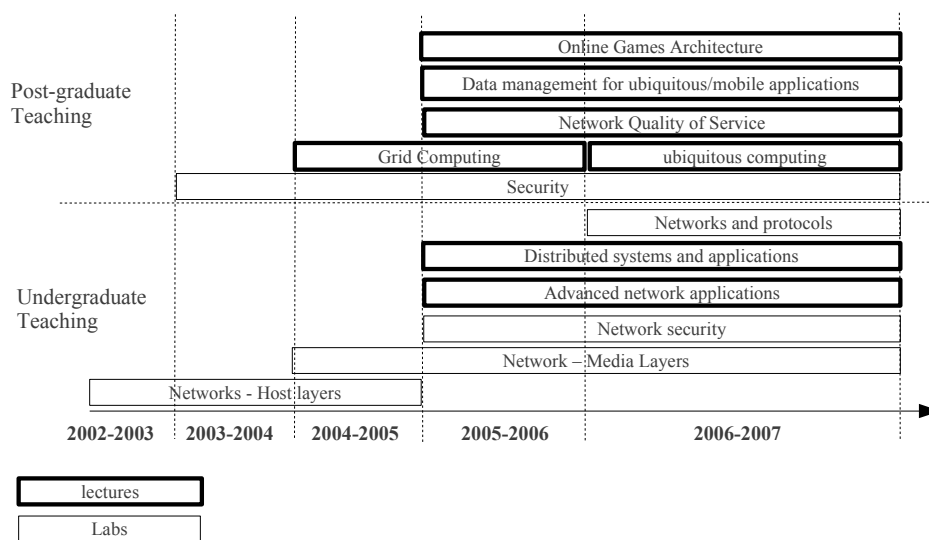 Online Games Architecture
Post-graduate
Teaching
Data management for ubiquitous/mobile applications
Network Quality of Service
Grid Computing
ubiquitous computing
Security
Networks and protocols
Distributed systems and applications
Undergraduate
Teaching
Advanced network applications
Network security
Network – Media Layers
Networks - Host layers
2002-2003
2003-2004
2004-2005
2005-2006
2006-2007
lectures
Labs